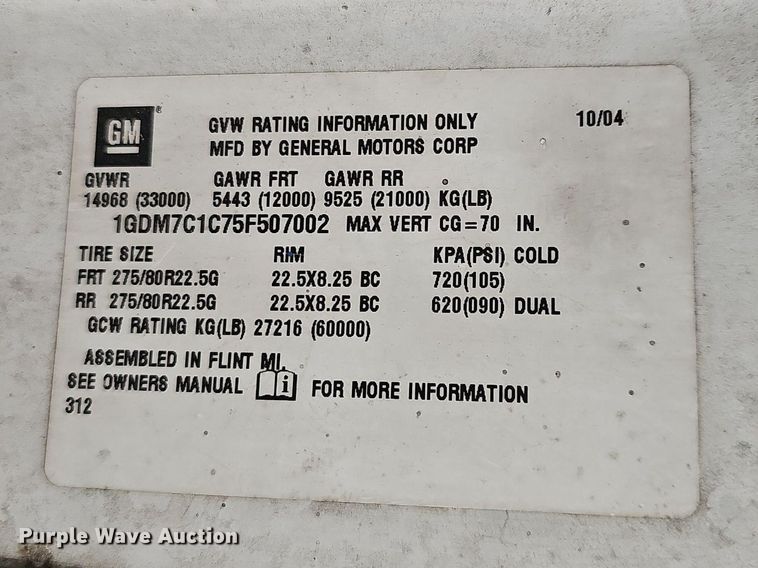 GM®
GVW RATING INFORMATION ONLY 10/04
MFD BY GENERAL MOTORS CORP
GVWR GAWR FRT GAWR RR
14968 (33000) 5443 (12000) 9525 (21000) KG(LB)
1GDM7C1C75F507002 MAX VERT CG=70 IN.
TIRE SIZE RIM KPA(PSI) COLD
FRT 275/80R22.5G 22.5X8.25 BC 720(105)
RR 275/80R22.5G 22.5X8.25 BC 620(090) DUAL
GCW RATING KG(LB) 27216 (60000)
ASSEMBLED IN FLINT MI.
SEE OWNERS MANUAL i FOR MORE INFORMATION
312
Purple Wave Auction